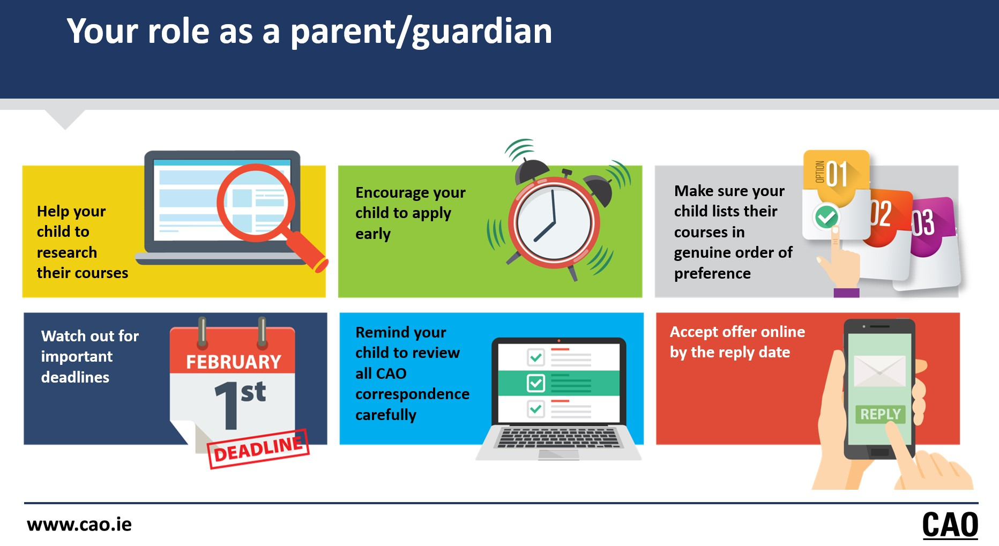 Your role as a parent/guardian
Help your
child to
research
their courses
Encourage your
child to apply
early
Make sure your
child lists their
courses in
genuine order of
preference
OPTION
01
02
03
Watch out for
important
deadlines
FEBRUARY
1st
DEADLINE
Remind your
child to review
all CAO
correspondence
carefully
Accept offer online
by the reply date
REPLY
www.cao.ie
CAO